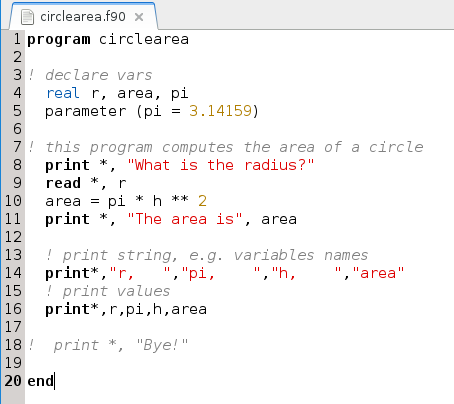 circlearea.f90
1 program circlearea
2
3 ! declare vars
4   real r, area, pi
5   parameter (pi = 3.14159)
6
7 ! this program computes the area of a circle
8   print *, "What is the radius?"
9   read *, r
10   area = pi * h ** 2
11   print *, "The area is", area
12
13   ! print string, e.g. variables names
14   print*,"r,   ","pi,    ","h,    ","area"
15   ! print values
16   print*,r,pi,h,area
17
18 !  print *, "Bye!"
19
20 end